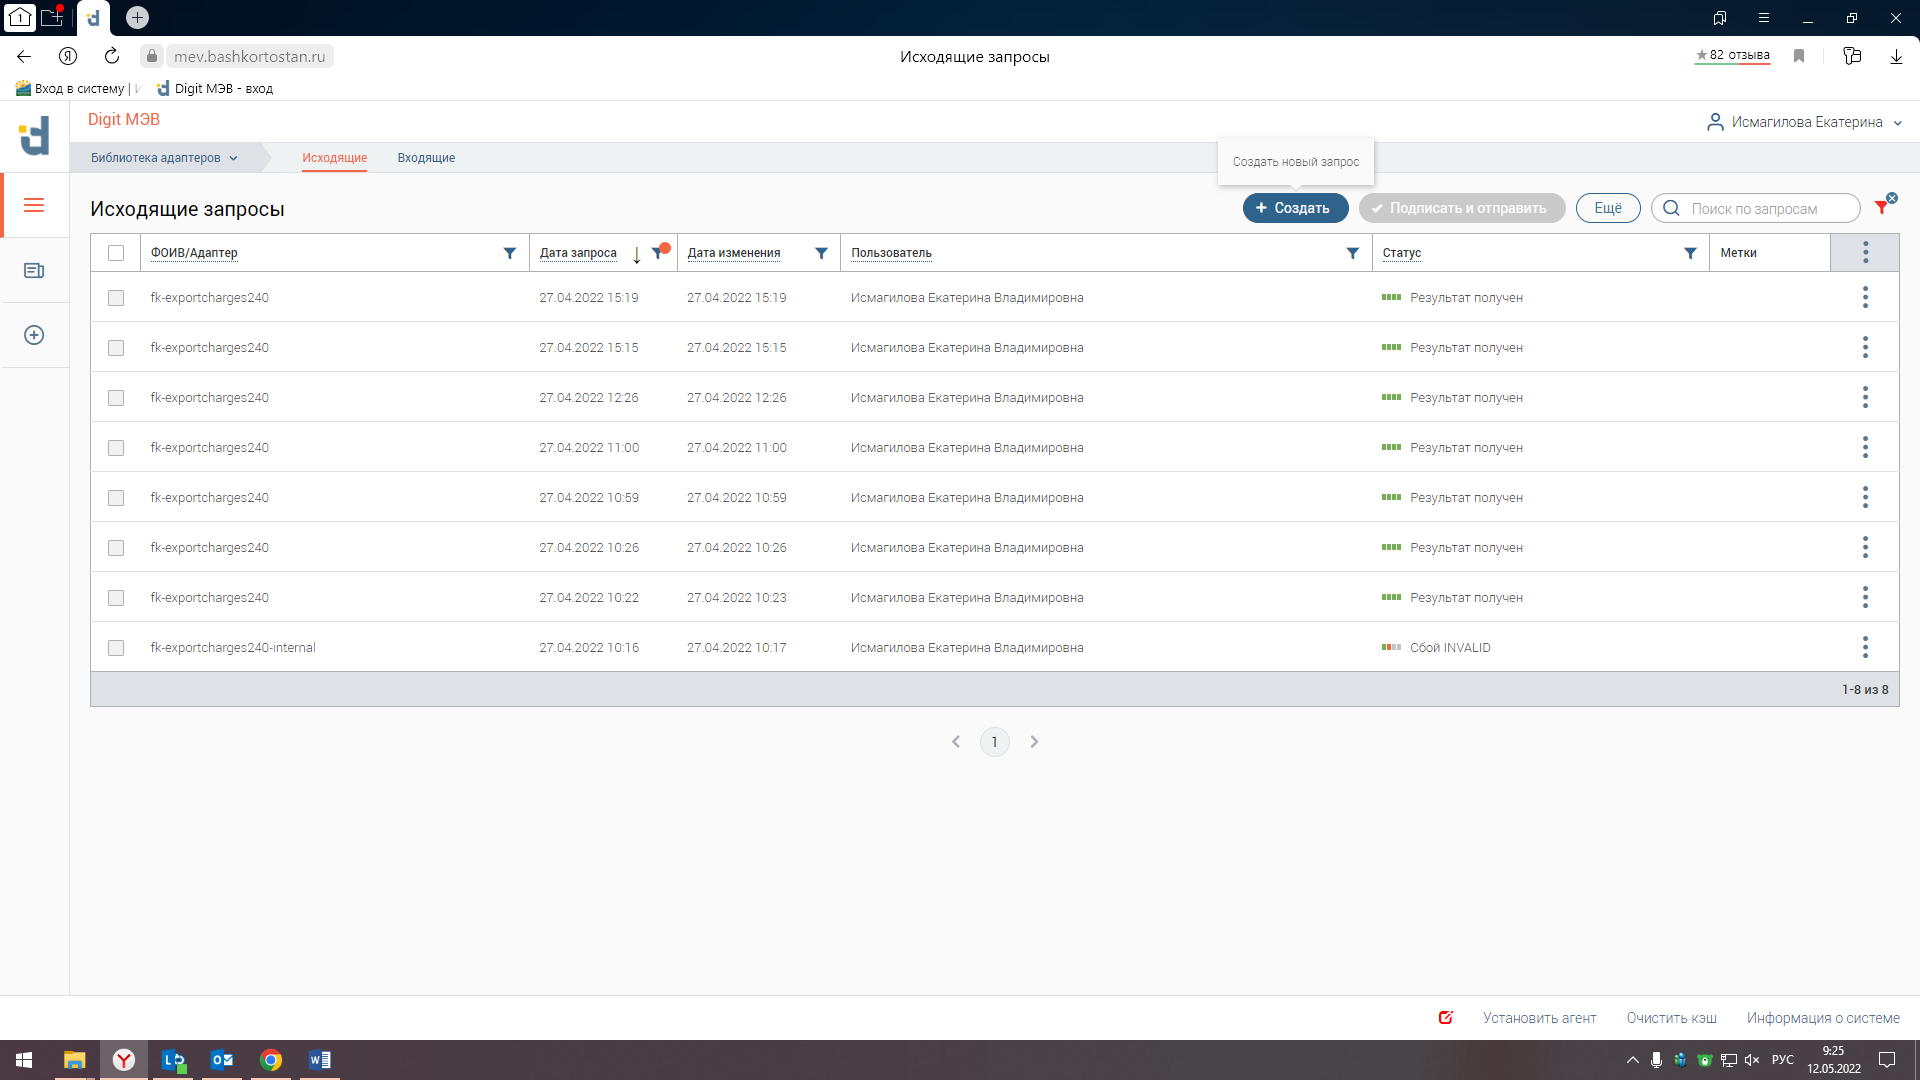 1
mev.bashkortostan.ru
Исходящие запросы
★82 отзыва
Вход в систему | И
Digit МЭВ - вход
Digit МЭВ
Исмагилова Екатерина
Библиотека адаптеров
Исходящие
Входящие
Создать новый запрос
Исходящие запросы
+ Создать
Подписать и отправить
Ещё
Поиск по запросам
ФОИВ/Адаптер Дата запроса Дата изменения Пользователь Статус Метки
fk-exportcharges240 27.04.2022 15:19 27.04.2022 15:19 Исмагилова Екатерина Владимировна Результат получен
fk-exportcharges240 27.04.2022 15:15 27.04.2022 15:15 Исмагилова Екатерина Владимировна Результат получен
fk-exportcharges240 27.04.2022 12:26 27.04.2022 12:26 Исмагилова Екатерина Владимировна Результат получен
fk-exportcharges240 27.04.2022 11:00 27.04.2022 11:00 Исмагилова Екатерина Владимировна Результат получен
fk-exportcharges240 27.04.2022 10:59 27.04.2022 10:59 Исмагилова Екатерина Владимировна Результат получен
fk-exportcharges240 27.04.2022 10:26 27.04.2022 10:26 Исмагилова Екатерина Владимировна Результат получен
fk-exportcharges240 27.04.2022 10:22 27.04.2022 10:23 Исмагилова Екатерина Владимировна Результат получен
fk-exportcharges240-internal 27.04.2022 10:16 27.04.2022 10:17 Исмагилова Екатерина Владимировна Сбой INVALID
1-8 из 8
1
Установить агент
Очистить кэш
Информация о системе
РУС
9:25
12.05.2022